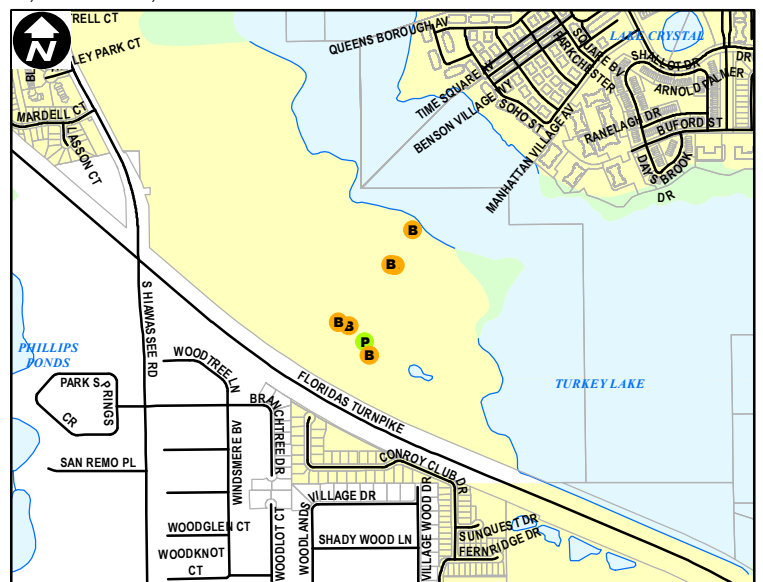 RELL CT
LEY PARK CT
BL
MARDELL CT
LASSON CT
N
QUEENS BOROUGH AV
TIME SQUARE AV
BENSON VILLAGE WY
SOHO ST
SQUARE BV
PARKCHESTER
MANHATTAN VILLAGE AV
LAKE CRYSTAL
SHALLOT DR
DR
ARNOLD PALMER
RANELAGH DR
BUFORD ST
DAYS BROOK
DR
B
B
B
B
P
B
S HIAWASSEE RD
PHILLIPS
PONDS
WOODTREE LN
PARK SPRINGS
CR
BRANCHTREE DR
FLORIDAS TURNPIKE
TURKEY LAKE
SAN REMO PL
WINDSMERE BV
CONROY CLUB DR
VILLAGE DR
WOODLANDS
WOODGLEN CT
WOODLOT CT
SHADY WOOD LN
VILLAGE WOOD DR
SUNQUEST DR
FERNRIDGE DR
WOODKNOT
CT